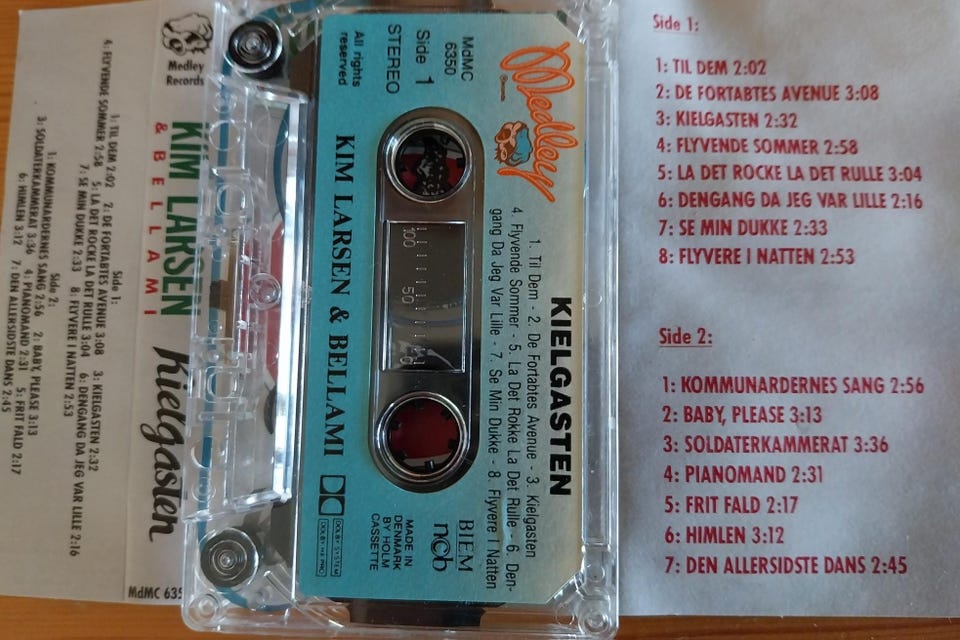 Medley
Records
KIM LARSEN
& BELLAMI
Kielgasten
Side 1:
1: TIL DEM 2:02 2: DE FORTABTES AVENUE 3:08 3: KIELGASTEN 2:32
4: FLYVENDE SOMMER 2:58 5: LA DET ROCKE LA DET RULLE 3:04 6: DENGANG DA JEG VAR LILLE 2:16
7: SE MIN DUKKE 2:33 8: FLYVERE I NATTEN 2:53
Side 2:
1: KOMMUNARDERNES SANG 2:56 2: BABY, PLEASE 3:13
3: SOLDATERKAMMERAT 3:36 4: PIANOMAND 2:31 5: FRIT FALD 2:17
6: HIMLEN 3:12 7: DEN ALLERSIDSTE DANS 2:45
MdMC 635
Medley
Records
MdMC
6350
Side 1
STEREO
All rights
reserved
KIELGASTEN
1. Til Dem - 2. De Fortabtes Avenue - 3. Kielgasten
4. Flyvende Sommer - 5. La Det Rokke La Det Rulle - 6. Den-
gang Da Jeg Var Lille - 7. Se Min Dukke - 8. Flyvere I Natten
100 50 0
KIM LARSEN & BELLAMI
BIEM
ncb
MADE IN
DENMARK
BY HOLM
CASSETTE
DOLBY SYSTEM
DOLBY HX PRO
Side 1:
1: TIL DEM 2:02
2: DE FORTABTES AVENUE 3:08
3: KIELGASTEN 2:32
4: FLYVENDE SOMMER 2:58
5: LA DET ROCKE LA DET RULLE 3:04
6: DENGANG DA JEG VAR LILLE 2:16
7: SE MIN DUKKE 2:33
8: FLYVERE I NATTEN 2:53
Side 2:
1: KOMMUNARDERNES SANG 2:56
2: BABY, PLEASE 3:13
3: SOLDATERKAMMERAT 3:36
4: PIANOMAND 2:31
5: FRIT FALD 2:17
6: HIMLEN 3:12
7: DEN ALLERSIDSTE DANS 2:45